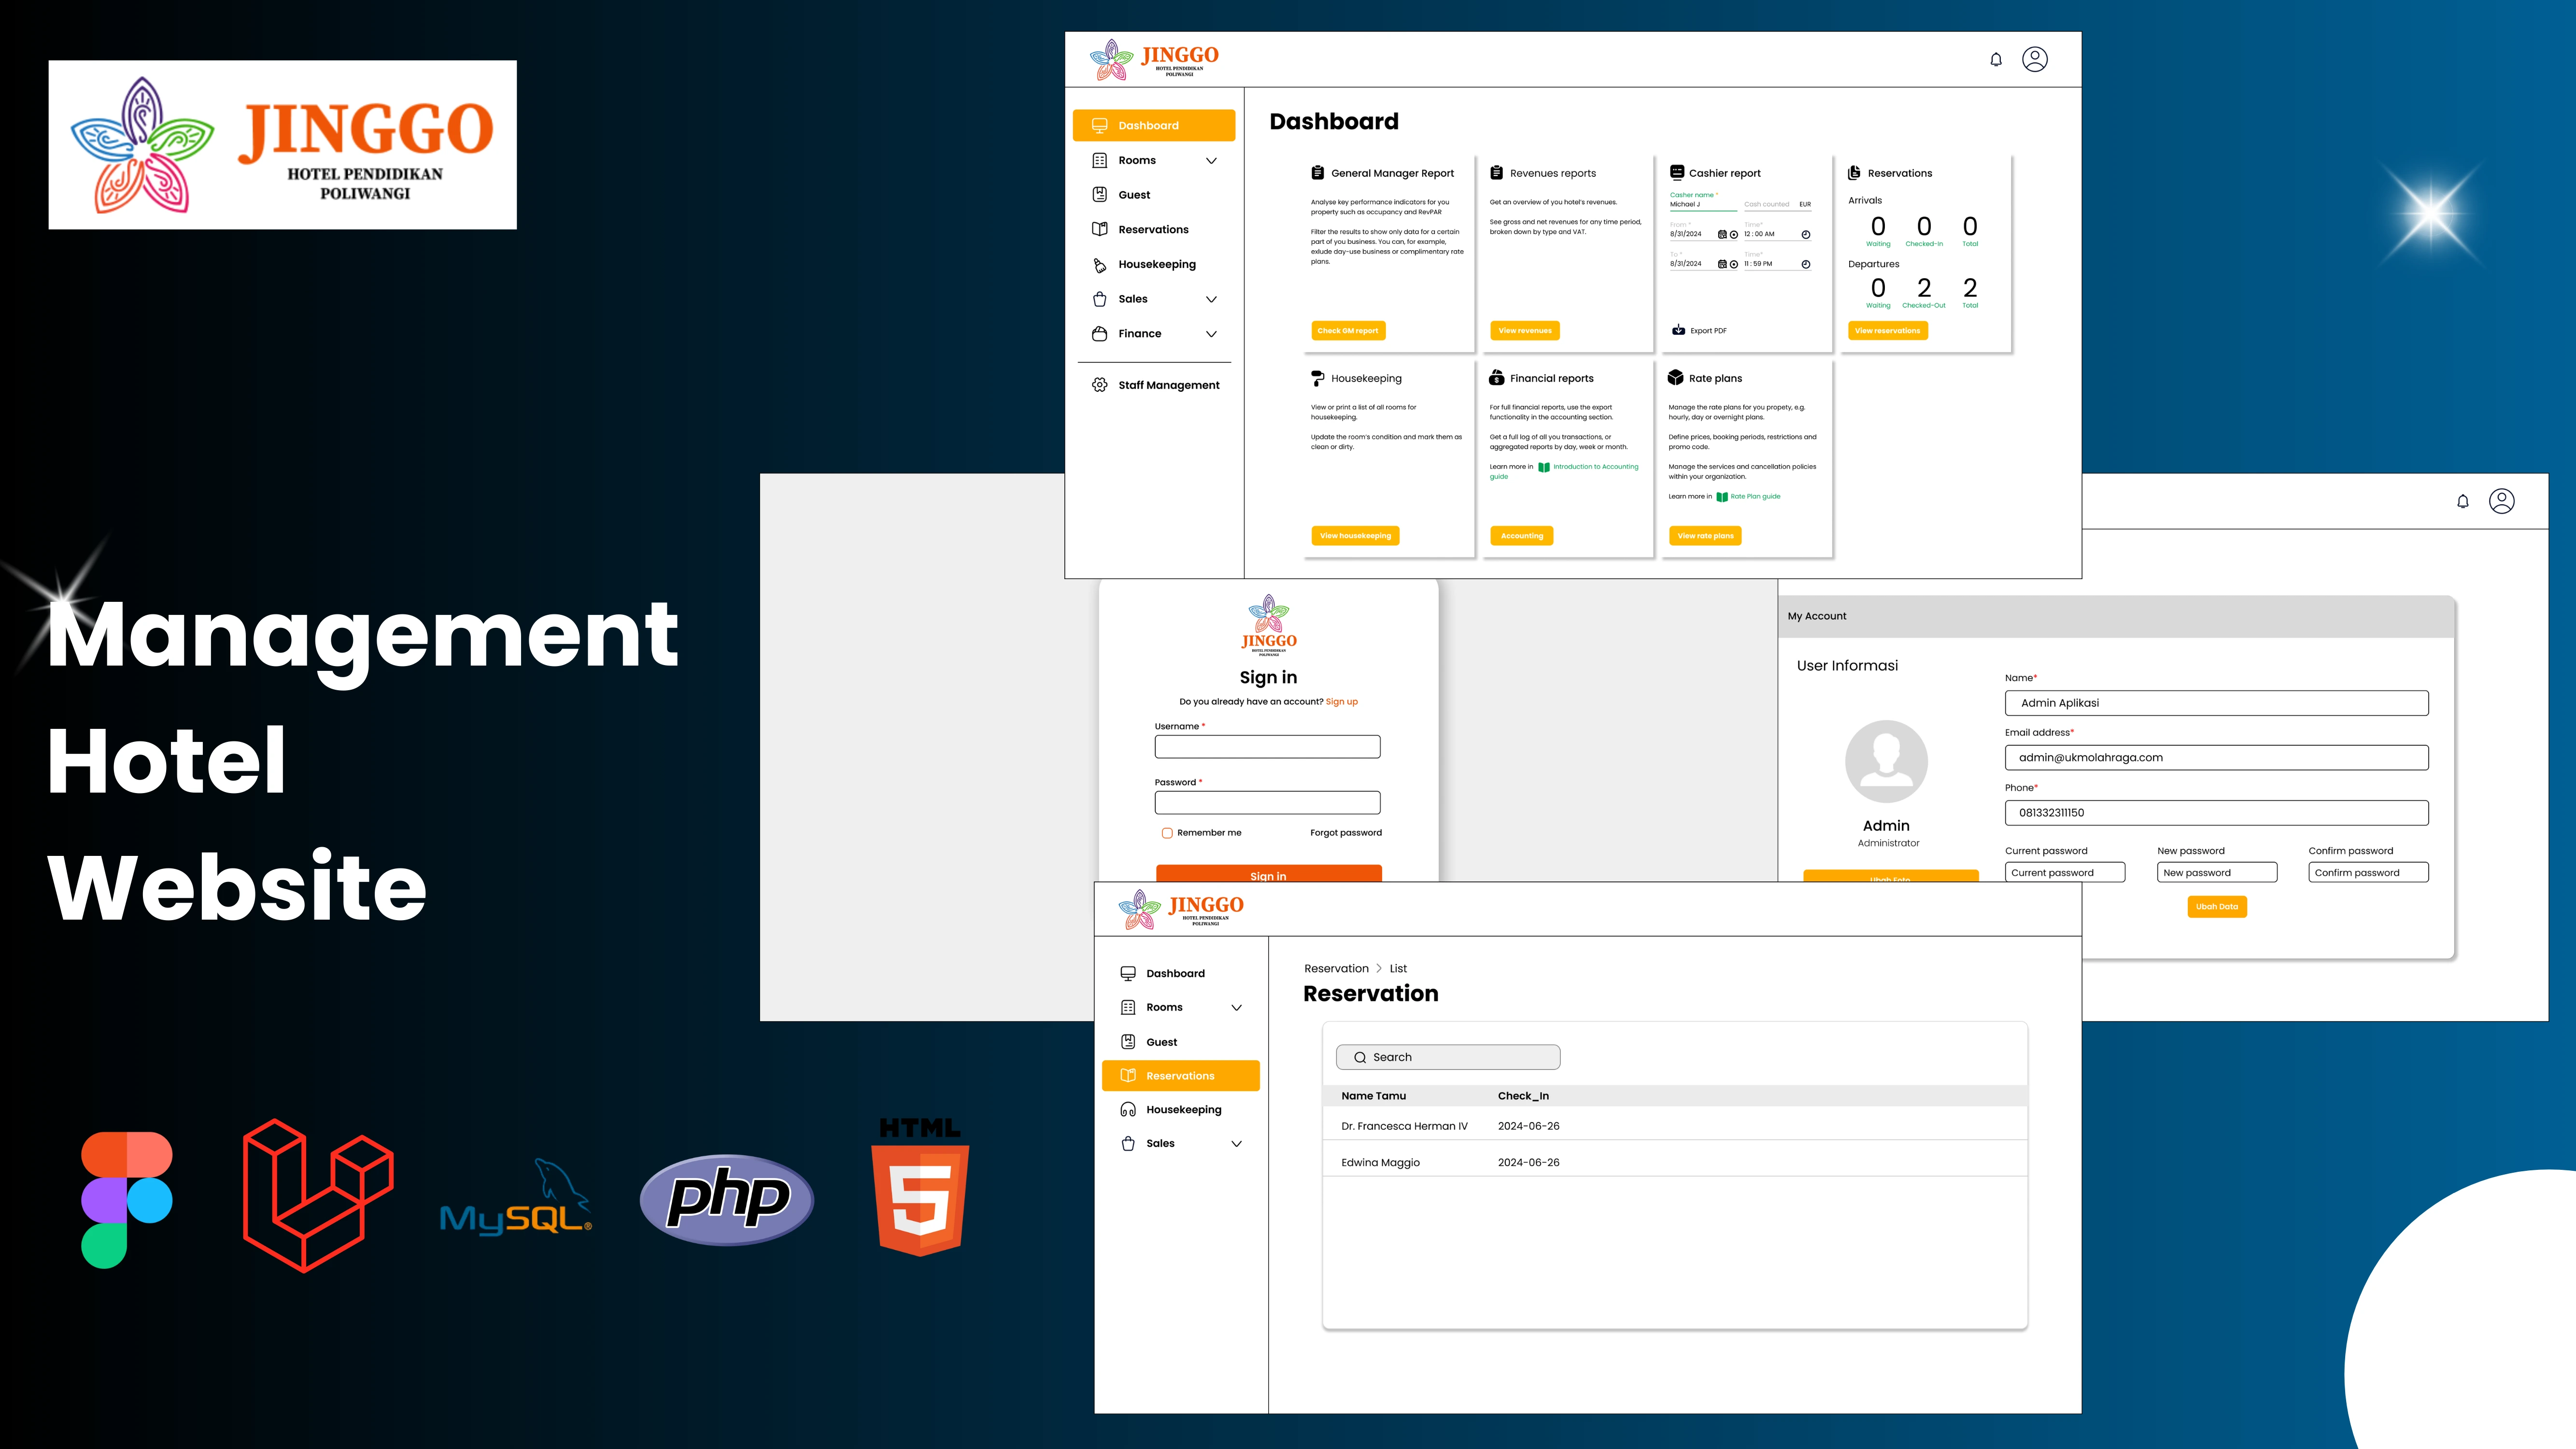 JINGGO
HOTEL PENDIDIKAN
POLIWANGI
Management
Hotel
Website
MySQL®
php
HTML
5
JINGGO
HOTEL PENDIDIKAN
POLIWANGI
Dashboard
Rooms
Guest
Reservations
Housekeeping
Sales
Finance
Staff Management
Dashboard
General Manager Report
Analyse key performance indicators for you
property such as occupancy and RevPAR
Filter the results to show only data for a certain
part of you business. You can, for example,
exlude day-use business or complimentary rate
plans.
Check GM report
Revenues reports
Get an overview of you hotel's revenues.
See gross and net revenues for any time period,
broken down by type and VAT.
View revenues
Cashier report
Casher name *
Michael J
Cash counted EUR
From *
8/31/2024
Time*
12 : 00 AM
To *
8/31/2024
Time*
11 : 59 PM
Export PDF
Reservations
Arrivals
0 0 0
Waiting Checked-In Total
Departures
0 2 2
Waiting Checked-Out Total
View reservations
Housekeeping
View or print a list of all rooms for
housekeeping.
Update the room's condition and mark them as
clean or dirty.
View housekeeping
Financial reports
For full financial reports, use the export
functionality in the accounting section.
Get a full log of all you transactions, or
aggregated reports by day, week or month.
Learn more in Introduction to Accounting
guide
Accounting
Rate plans
Manage the rate plans for you propety, e.g.
hourly, day or overnight plans.
Define prices, booking periods, restrictions and
promo code.
Manage the services and cancellation policies
within your organization.
Learn more in Rate Plan guide
View rate plans
JINGGO
HOTEL PENDIDIKAN
POLIWANGI
Sign in
Do you already have an account? Sign up
Username *
Password *
Remember me Forgot password
Sign in
My Account
User Informasi
Admin
Administrator
Ubah Foto
Name*
Admin Aplikasi
Email address*
admin@ukmolahraga.com
Phone*
081332311150
Current password New password Confirm password
Current password New password Confirm password
Ubah Data
JINGGO
HOTEL PENDIDIKAN
POLIWANGI
Dashboard
Rooms
Guest
Reservations
Housekeeping
Sales
Reservation > List
Reservation
Search
Name Tamu Check_In
Dr. Francesca Herman IV 2024-06-26
Edwina Maggio 2024-06-26